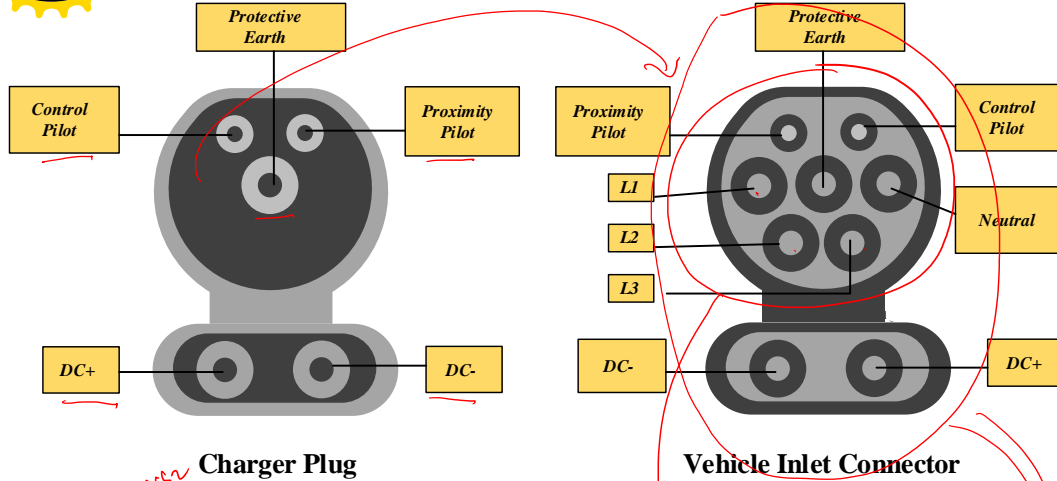 Protective
Earth
Control
Pilot
Proximity
Pilot
DC+
DC-
Charger Plug
Protective
Earth
Proximity
Pilot
Control
Pilot
L1
L2
L3
Neutral
DC-
DC+
Vehicle Inlet Connector